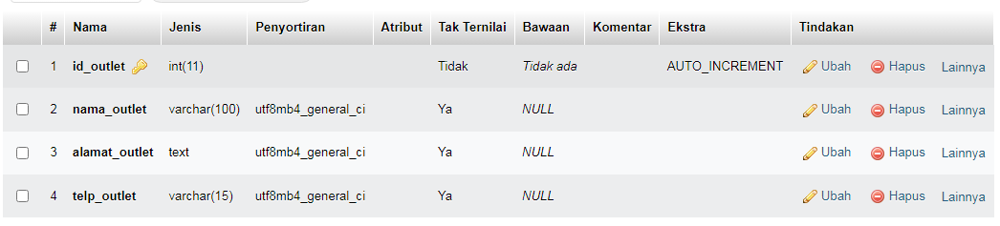 # Nama Jenis Penyortiran Atribut Tak Ternilai Bawaan Komentar Ekstra Tindakan
1 id_outlet int(11) Tidak Tidak ada AUTO_INCREMENT Ubah Hapus Lainnya
2 nama_outlet varchar(100) utf8mb4_general_ci Ya NULL Ubah Hapus Lainnya
3 alamat_outlet text utf8mb4_general_ci Ya NULL Ubah Hapus Lainnya
4 telp_outlet varchar(15) utf8mb4_general_ci Ya NULL Ubah Hapus Lainnya